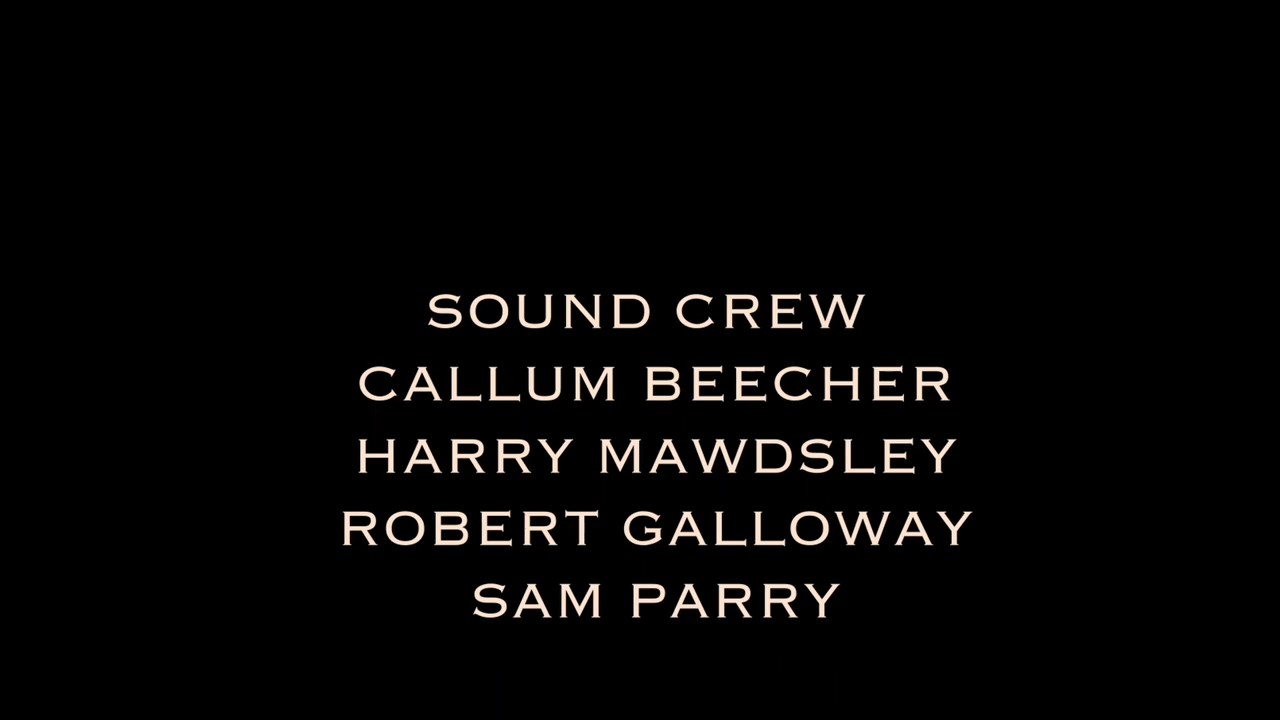 SOUND CREW
CALLUM BEECHER
HARRY MAWDSLEY
ROBERT GALLOWAY
SAM PARRY